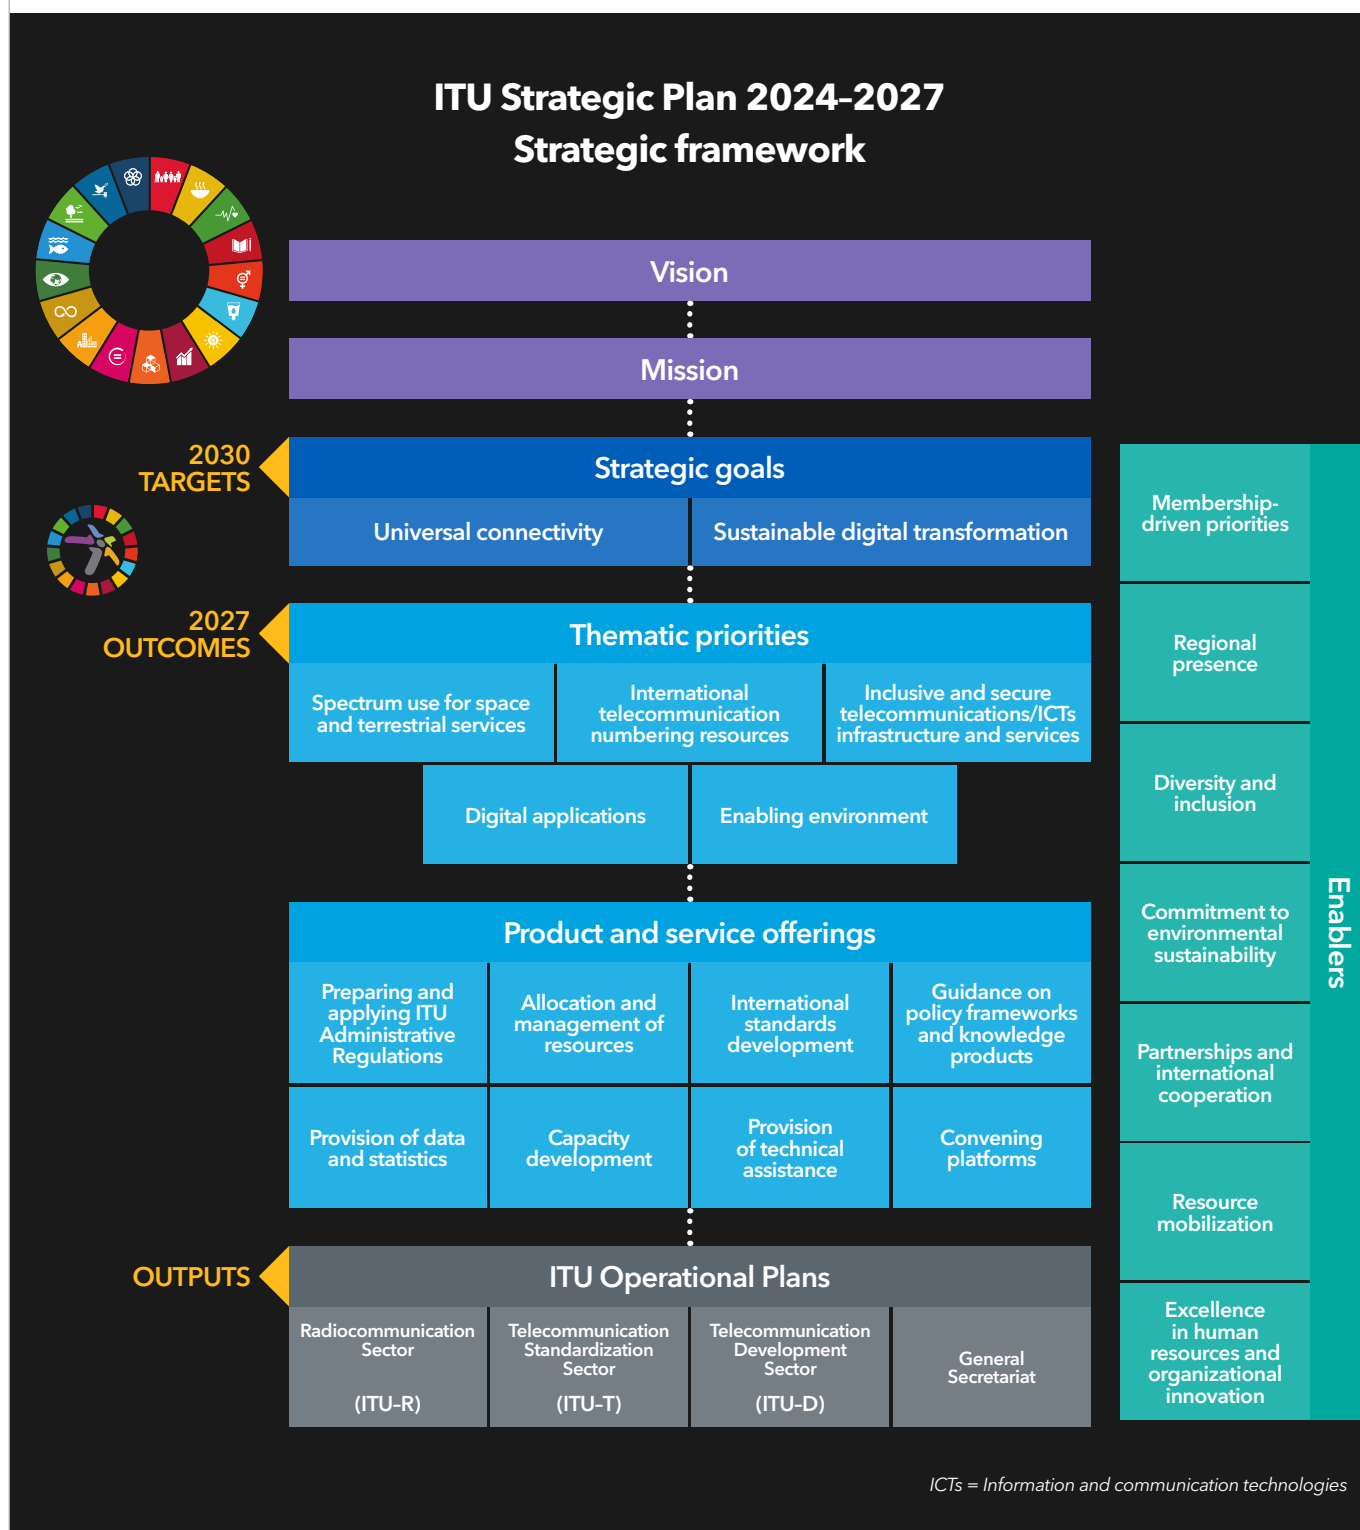 ITU Strategic Plan 2024–2027
Strategic framework
Vision
Mission
2030
TARGETS
Strategic goals
Universal connectivity
Sustainable digital transformation
2027
OUTCOMES
Thematic priorities
Spectrum use for space
and terrestrial services
International
telecommunication
numbering resources
Inclusive and secure
telecommunications/ICTs
infrastructure and services
Digital applications
Enabling environment
Product and service offerings
Preparing and
applying ITU
Administrative
Regulations
Allocation and
management of
resources
International
standards
development
Guidance on
policy frameworks
and knowledge
products
Provision of data
and statistics
Capacity
development
Provision
of technical
assistance
Convening
platforms
OUTPUTS
ITU Operational Plans
Radiocommunication
Sector
(ITU–R)
Telecommunication
Standardization
Sector
(ITU–T)
Telecommunication
Development
Sector
(ITU–D)
General
Secretariat
Membership-
driven priorities
Regional
presence
Diversity and
inclusion
Commitment to
environmental
sustainability
Partnerships and
international
cooperation
Resource
mobilization
Excellence
in human
resources and
organizational
innovation
Enablers
ICTs = Information and communication technologies